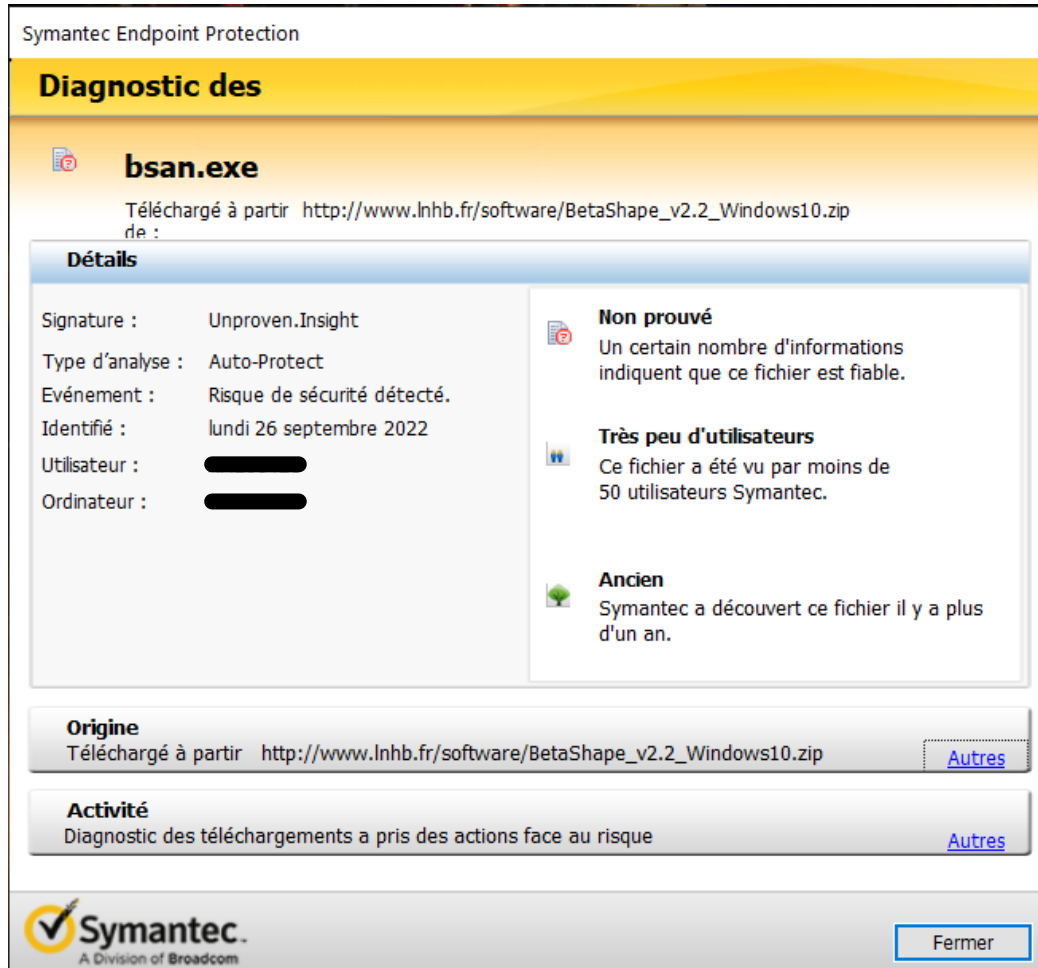 Symantec Endpoint Protection
Diagnostic des
bsan.exe
Téléchargé à partir http://www.lnhb.fr/software/BetaShape_v2.2_Windows10.zip
de :
Détails
Signature : Unproven.Insight
Type d'analyse : Auto-Protect
Evénement : Risque de sécurité détecté.
Identifié : lundi 26 septembre 2022
Utilisateur :
Ordinateur :
Non prouvé
Un certain nombre d'informations
indiquent que ce fichier est fiable.
Très peu d'utilisateurs
Ce fichier a été vu par moins de
50 utilisateurs Symantec.
Ancien
Symantec a découvert ce fichier il y a plus
d'un an.
Origine
Téléchargé à partir http://www.lnhb.fr/software/BetaShape_v2.2_Windows10.zip Autres
Activité
Diagnostic des téléchargements a pris des actions face au risque Autres
Symantec.
A Division of Broadcom
Fermer